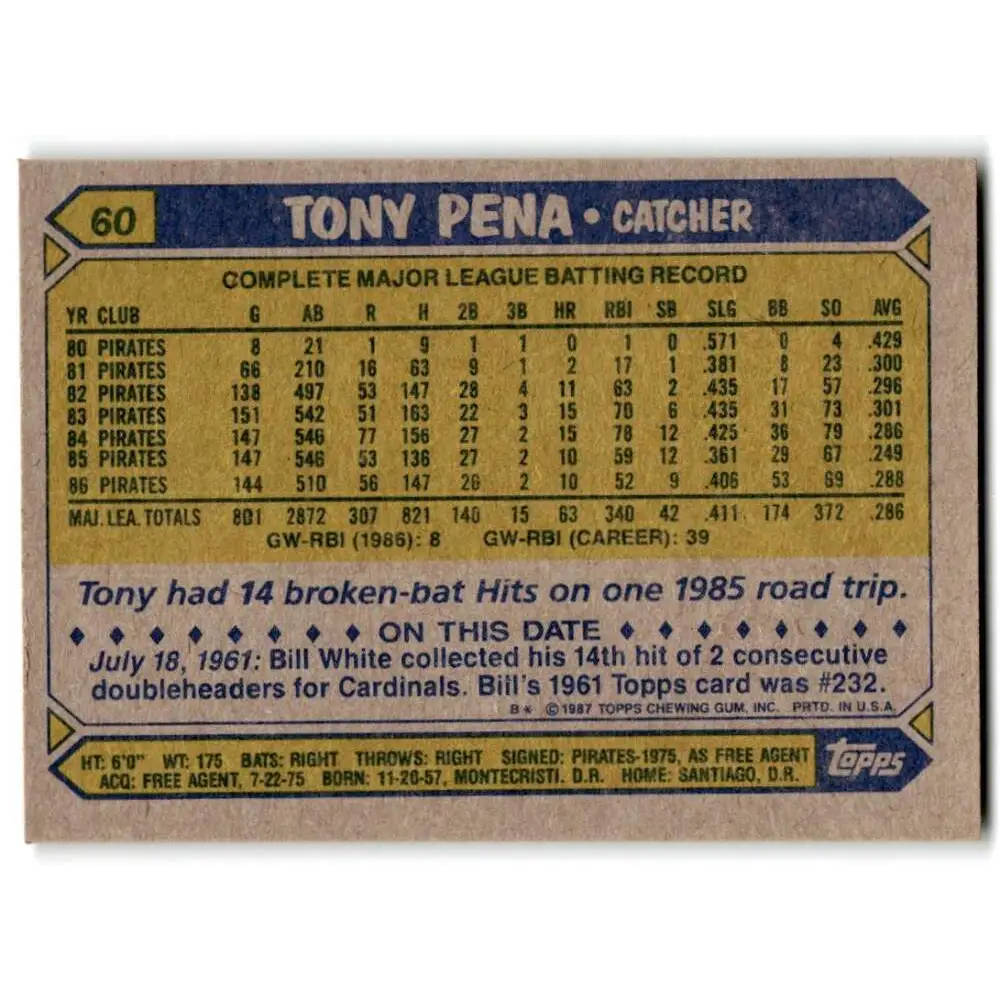 60 TONY PENA • CATCHER
COMPLETE MAJOR LEAGUE BATTING RECORD
YR CLUB G AB R H 2B 3B HR RBI SB SLG BB SO AVG
80 PIRATES 8 21 1 9 1 1 0 1 0 .571 0 4 .429
81 PIRATES 66 210 16 63 9 1 2 17 1 .381 8 23 .300
82 PIRATES 138 497 53 147 28 4 11 63 2 .435 17 57 .296
83 PIRATES 151 542 51 163 22 3 15 70 6 .435 31 73 .301
84 PIRATES 147 546 77 156 27 2 15 78 12 .425 36 79 .286
85 PIRATES 147 546 53 136 27 2 10 59 12 .361 29 67 .249
86 PIRATES 144 510 56 147 26 2 10 52 9 .406 53 69 .288
MAJ. LEA. TOTALS 801 2872 307 821 140 15 63 340 42 .411 174 372 .286
GW-RBI (1986): 8 GW-RBI (CAREER): 39
Tony had 14 broken-bat Hits on one 1985 road trip.
ON THIS DATE
July 18, 1961: Bill White collected his 14th hit of 2 consecutive
doubleheaders for Cardinals. Bill's 1961 Topps card was #232.
B* © 1987 TOPPS CHEWING GUM, INC. PRTD. IN U.S.A.
HT: 6'0" WT: 175 BATS: RIGHT THROWS: RIGHT SIGNED: PIRATES-1975, AS FREE AGENT
ACQ: FREE AGENT, 7-22-75 BORN: 11-20-57, MONTECRISTI. D.R. HOME: SANTIAGO, D.R.
topps